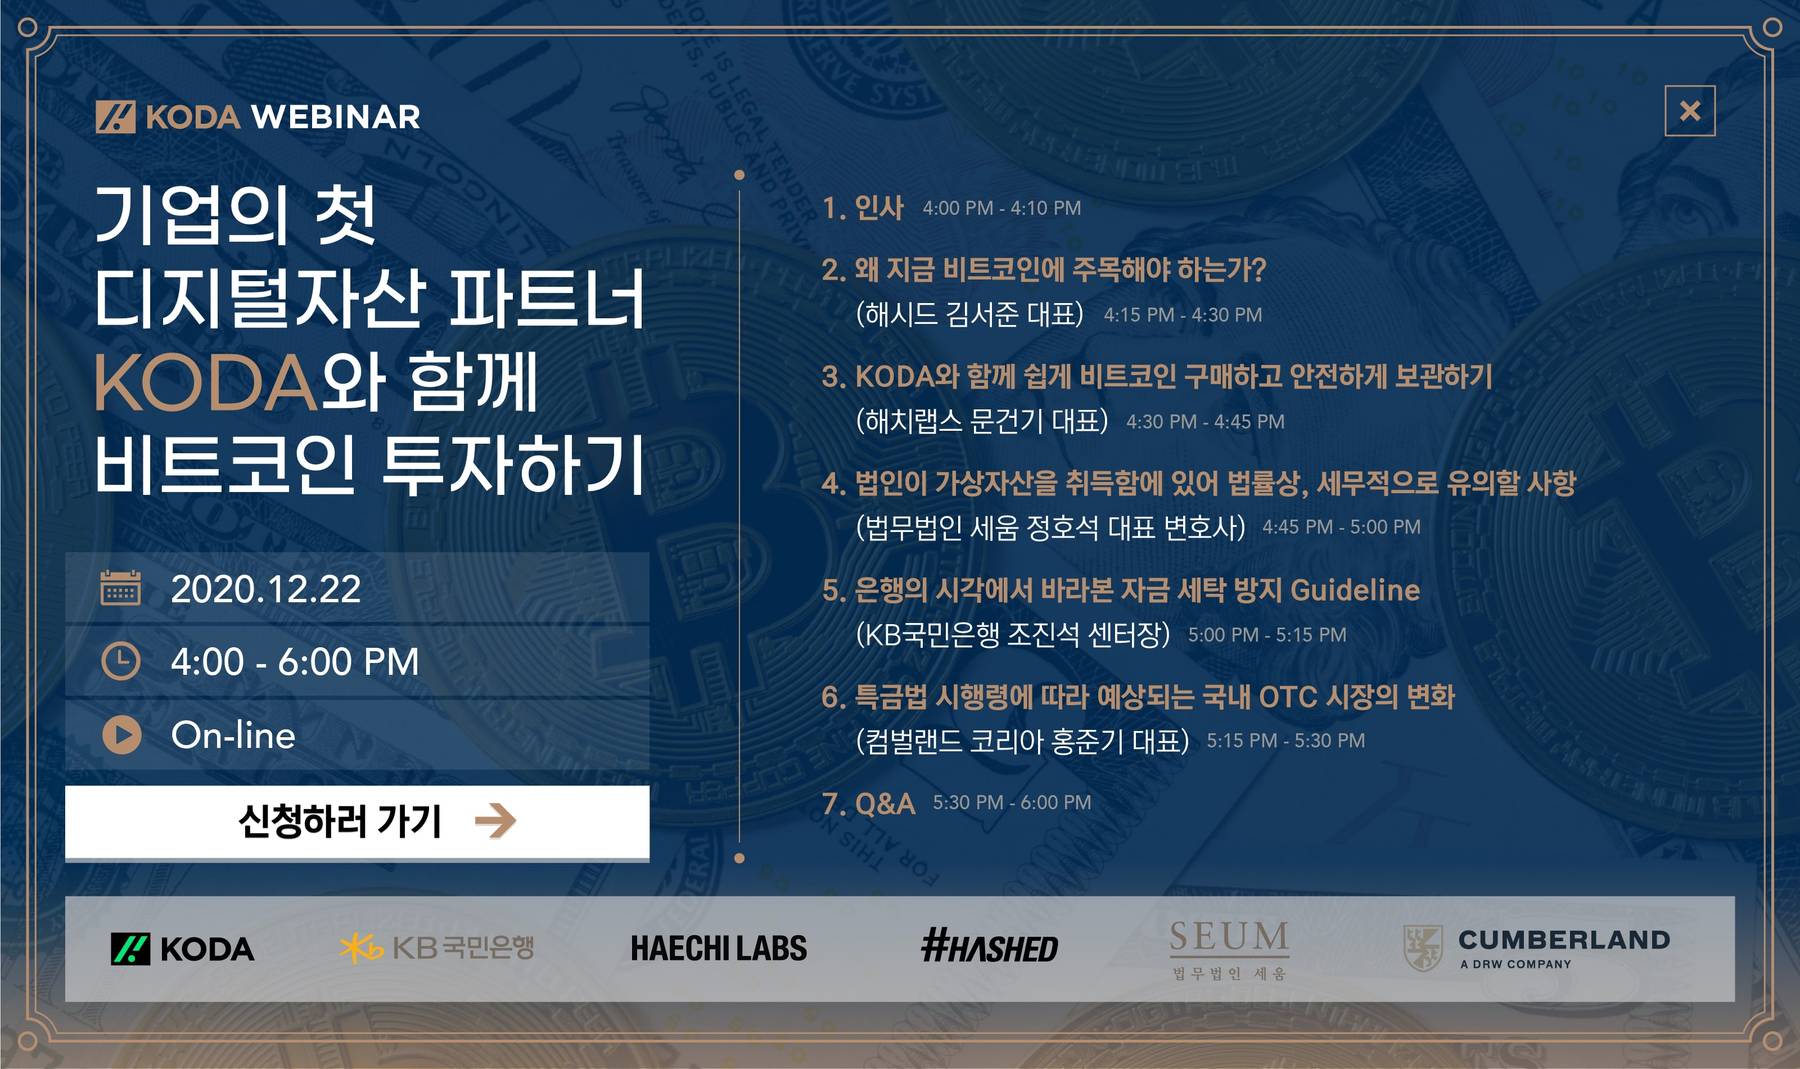 KODA WEBINAR
기업의 첫
디지털자산 파트너
KODA와 함께
비트코인 투자하기
2020.12.22
4:00 - 6:00 PM
On-line
신청하러 가기
1. 인사 4:00 PM - 4:10 PM
2. 왜 지금 비트코인에 주목해야 하는가?
(해시드 김서준 대표) 4:15 PM - 4:30 PM
3. KODA와 함께 쉽게 비트코인 구매하고 안전하게 보관하기
(해치랩스 문건기 대표) 4:30 PM - 4:45 PM
4. 법인이 가상자산을 취득함에 있어 법률상, 세무적으로 유의할 사항
(법무법인 세움 정호석 대표 변호사) 4:45 PM - 5:00 PM
5. 은행의 시각에서 바라본 자금 세탁 방지 Guideline
(KB국민은행 조진석 센터장) 5:00 PM - 5:15 PM
6. 특금법 시행령에 따라 예상되는 국내 OTC 시장의 변화
(컴벌랜드 코리아 홍준기 대표) 5:15 PM - 5:30 PM
7. Q&A 5:30 PM - 6:00 PM
KODA
KB국민은행
HAECHI LABS
#HASHED
SEUM
법무법인 세움
CUMBERLAND
A DRW COMPANY